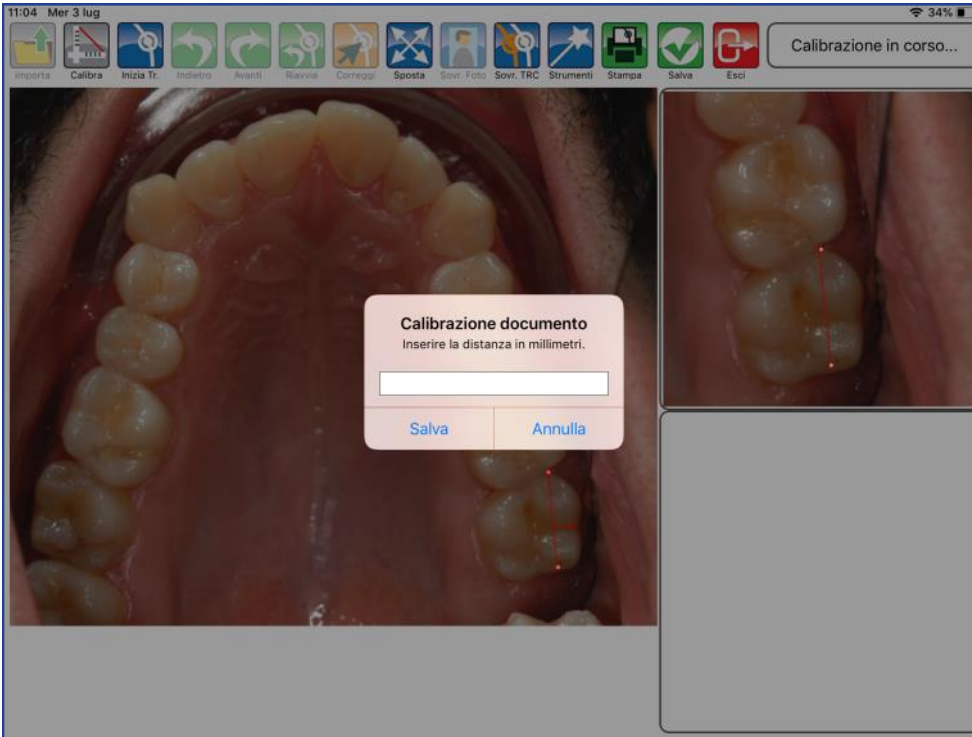 11:04 Mer 3 lug
34%
Importa
Calibra
Inizia Tr.
Indietro
Avanti
Riavvia
Correggi
Sposta
Sovr. Foto
Sovr. TRC
Strumenti
Stampa
Salva
Esci
Calibrazione in corso...
Calibrazione documento
Inserire la distanza in millimetri.
Salva
Annulla